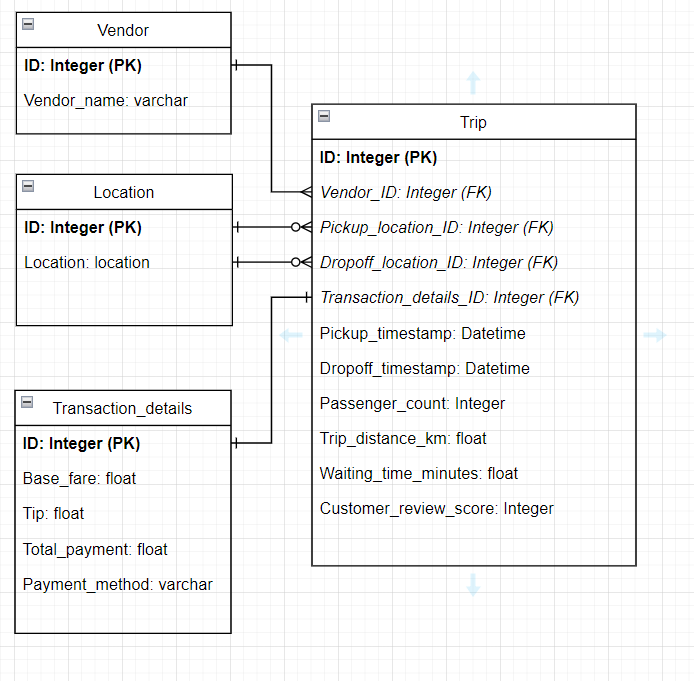 Vendor
ID: Integer (PK)
Vendor_name: varchar
Location
ID: Integer (PK)
Location: location
Transaction_details
ID: Integer (PK)
Base_fare: float
Tip: float
Total_payment: float
Payment_method: varchar
Trip
ID: Integer (PK)
Vendor_ID: Integer (FK)
Pickup_location_ID: Integer (FK)
Dropoff_location_ID: Integer (FK)
Transaction_details_ID: Integer (FK)
Pickup_timestamp: Datetime
Dropoff_timestamp: Datetime
Passenger_count: Integer
Trip_distance_km: float
Waiting_time_minutes: float
Customer_review_score: Integer